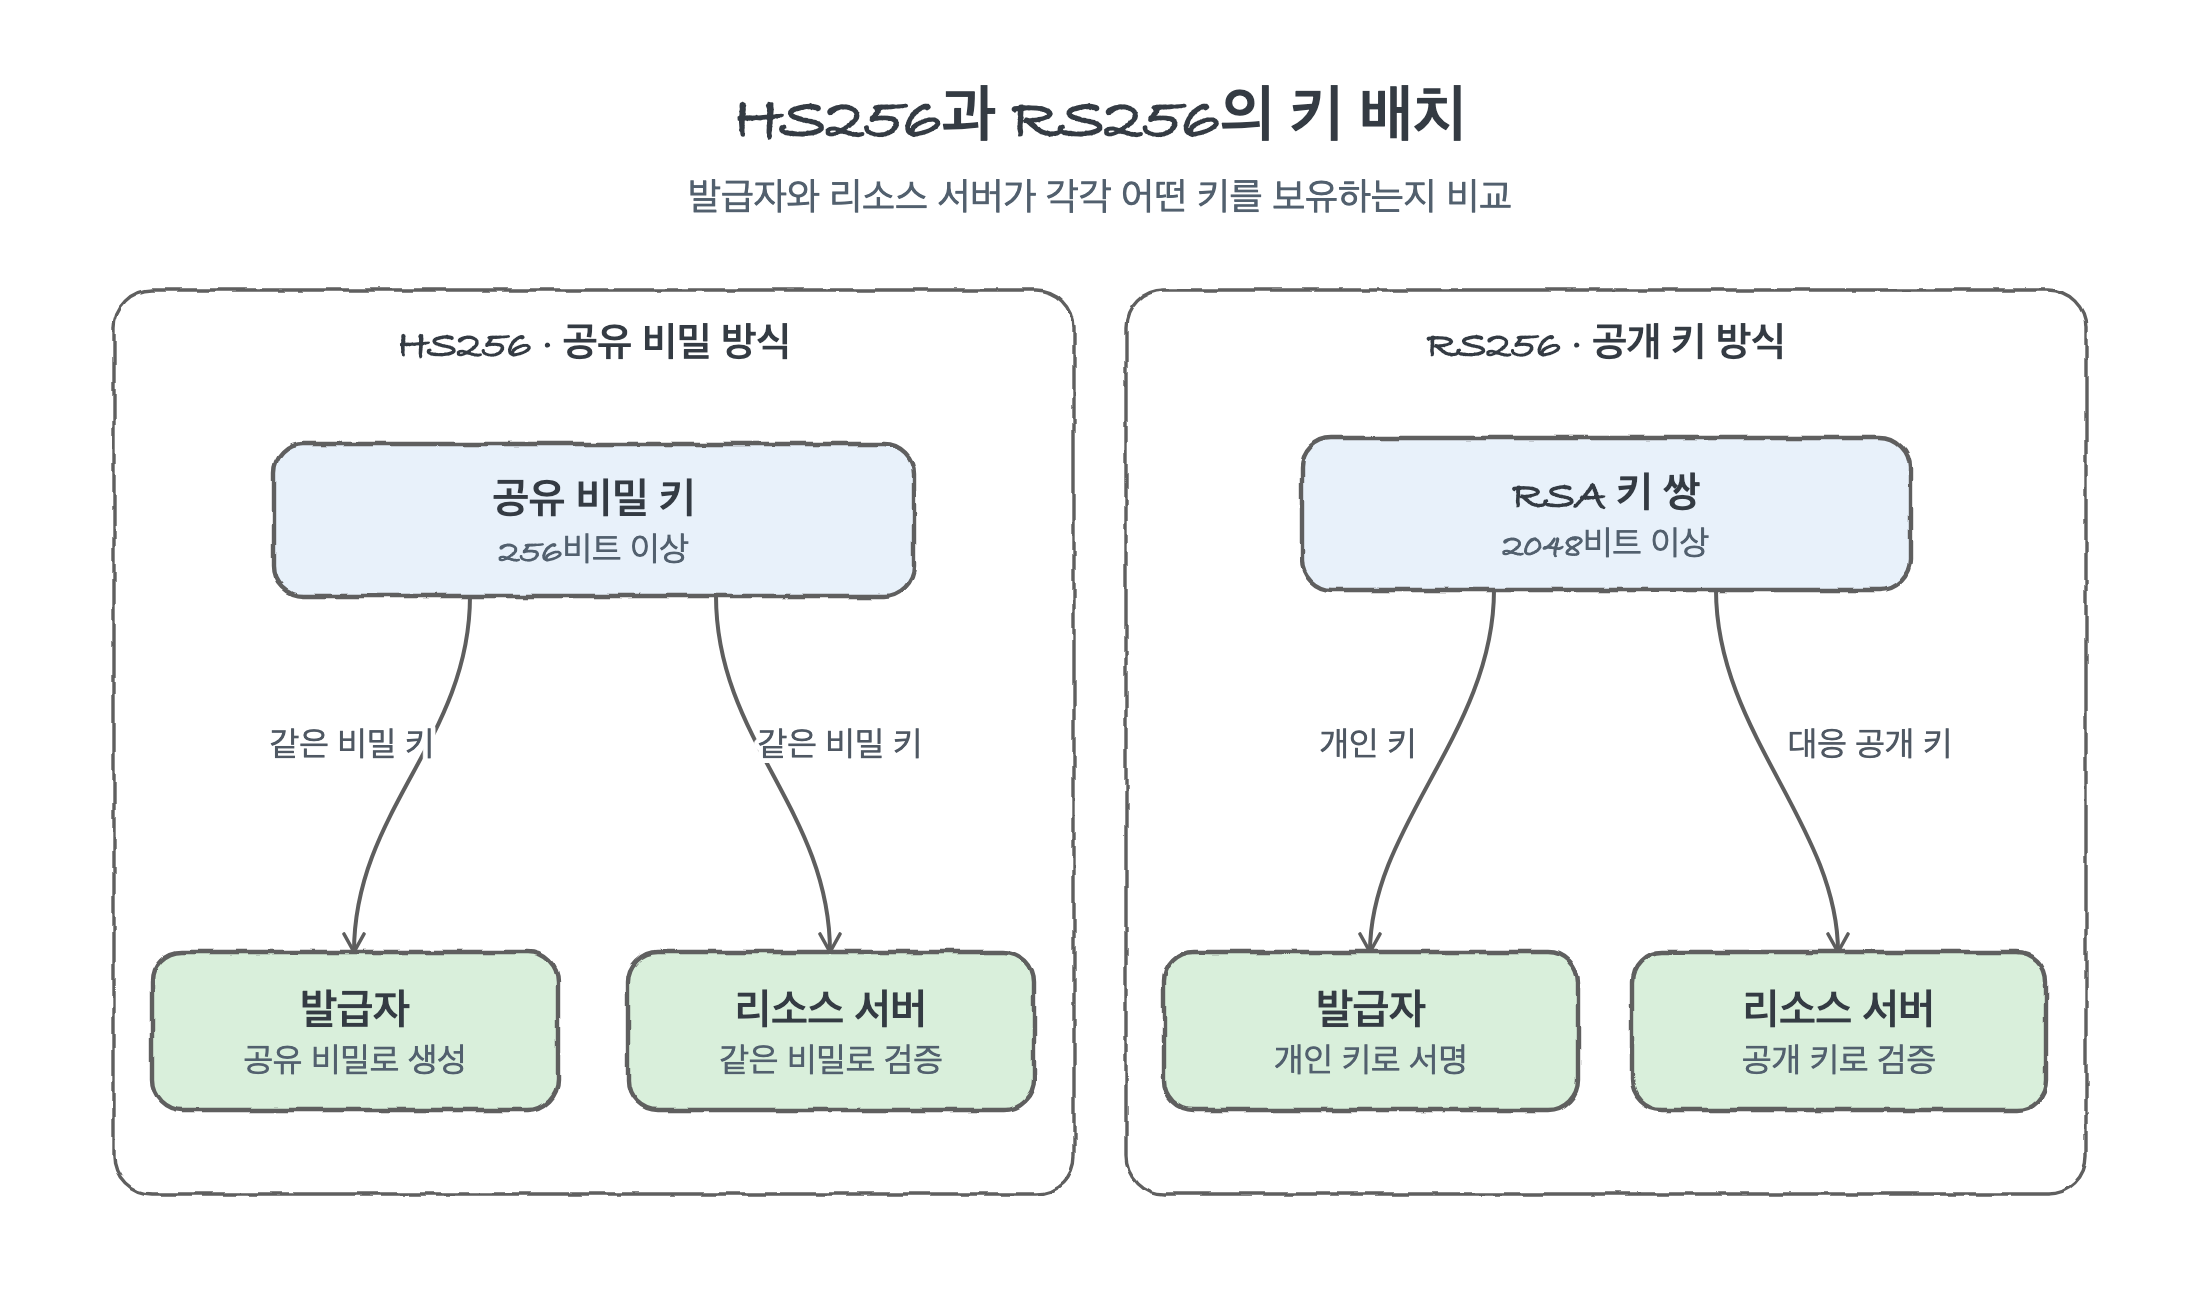 HS256과 RS256의 키 배치
발급자와 리소스 서버가 각각 어떤 키를 보유하는지 비교
HS256 · 공유 비밀 방식
공유 비밀 키
256비트 이상
같은 비밀 키
같은 비밀 키
발급자
공유 비밀로 생성
리소스 서버
같은 비밀로 검증
RS256 · 공개 키 방식
RSA 키 쌍
2048비트 이상
개인 키
대응 공개 키
발급자
개인 키로 서명
리소스 서버
공개 키로 검증